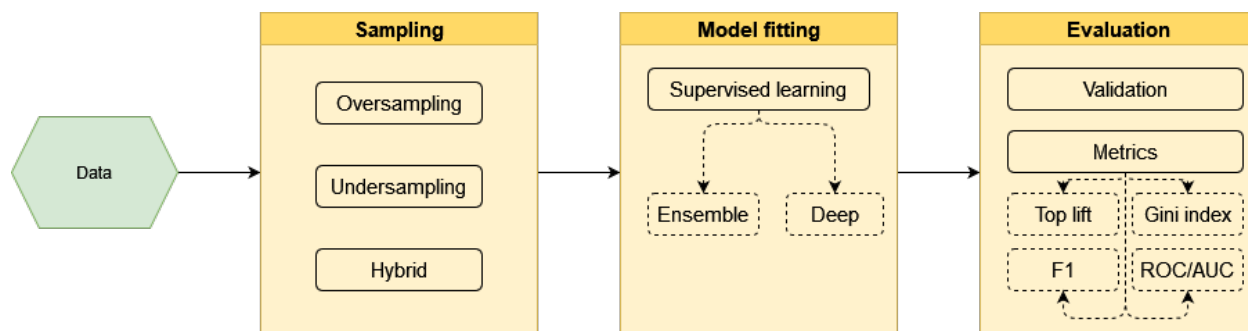 Data
Sampling
Oversampling
Undersampling
Hybrid
Model fitting
Supervised learning
Ensemble
Deep
Evaluation
Validation
Metrics
Top lift
Gini index
F1
ROC/AUC